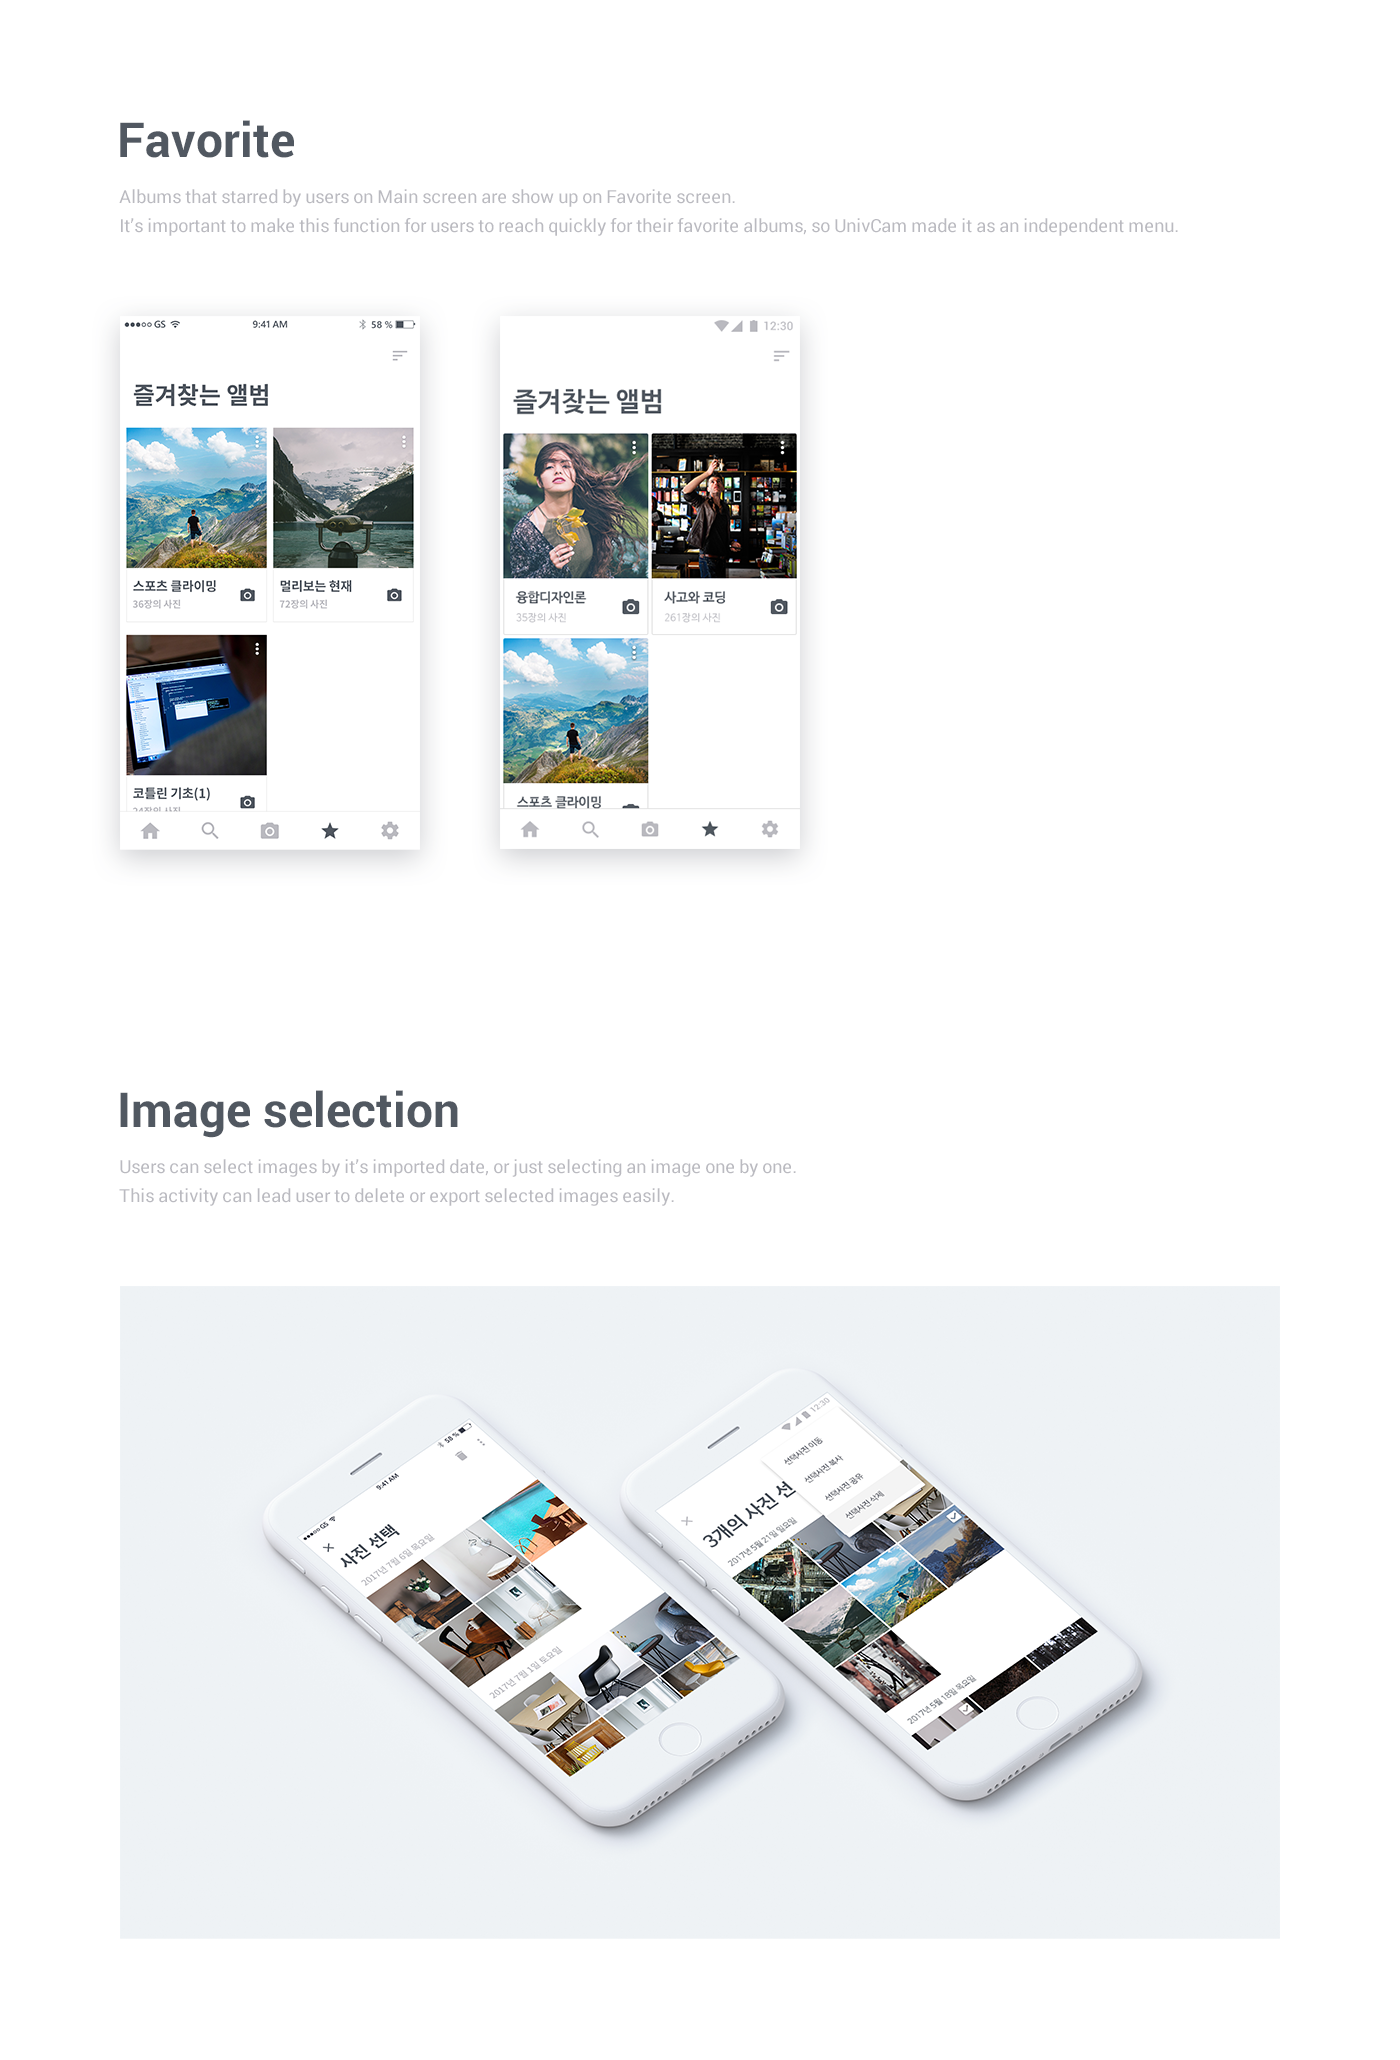 Favorite
Albums that starred by users on Main screen are show up on Favorite screen.
It's important to make this function for users to reach quickly for their favorite albums, so UnivCam made it as an independent menu.
GS 9:41 AM 58 %
즐겨찾는 앨범
스포츠 클라이밍
36장의 사진
멀리보는 현재
72장의 사진
코틀린 기초(1)
24장의 사진
12:30
즐겨찾는 앨범
융합디자인론
35장의 사진
사고와 코딩
261장의 사진
스포츠 클라이밍
Image selection
Users can select images by it's imported date, or just selecting an image one by one.
This activity can lead user to delete or export selected images easily.
GS 9:41 AM 58 %
사진 선택
2017년 7월 6일 목요일
2017년 7월 1일 토요일
12:30
선택사진 이동
선택사진 복사
선택사진 공유
선택사진 삭제
3개의 사진 선
2017년 5월 21일 일요일
2017년 5월 18일 목요일